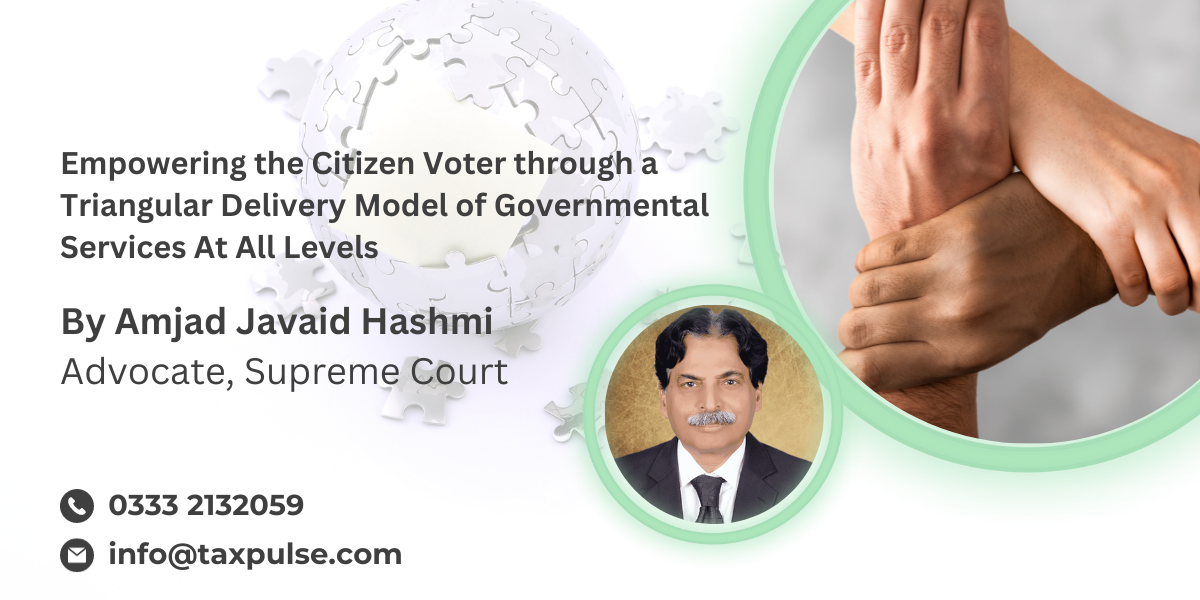 Empowering the Citizen Voter through a
Triangular Delivery Model of Governmental
Services At All Levels
By Amjad Javaid Hashmi
Advocate, Supreme Court
0333 2132059
info@taxpulse.com